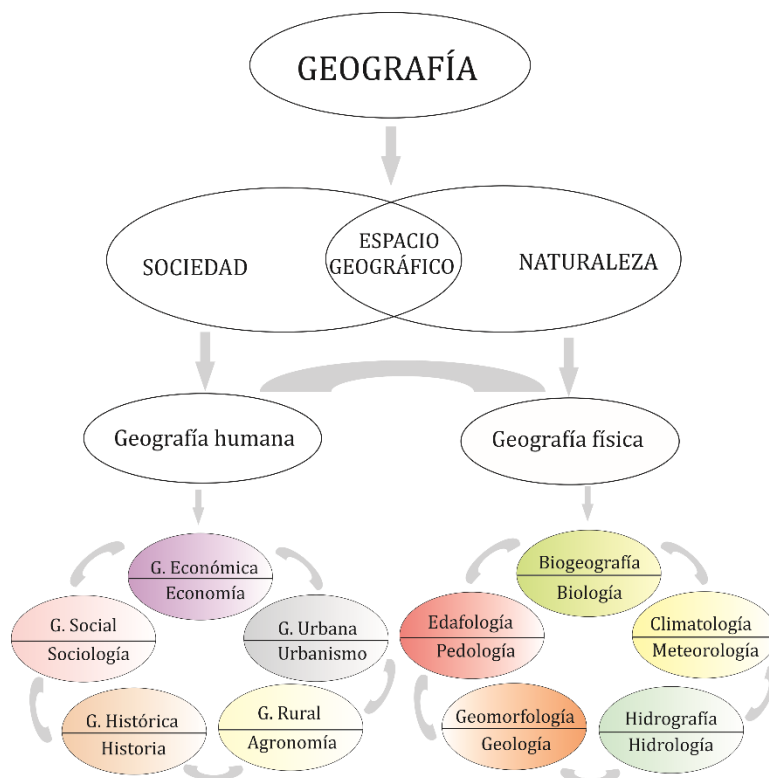 GEOGRAFÍA
SOCIEDAD
ESPACIO
GEOGRÁFICO
NATURALEZA
Geografía humana
Geografía física
G. Económica
Economía
G. Social
Sociología
G. Urbana
Urbanismo
G. Histórica
Historia
G. Rural
Agronomía
Biogeografía
Biología
Edafología
Pedología
Climatología
Meteorología
Geomorfología
Geología
Hidrografía
Hidrología